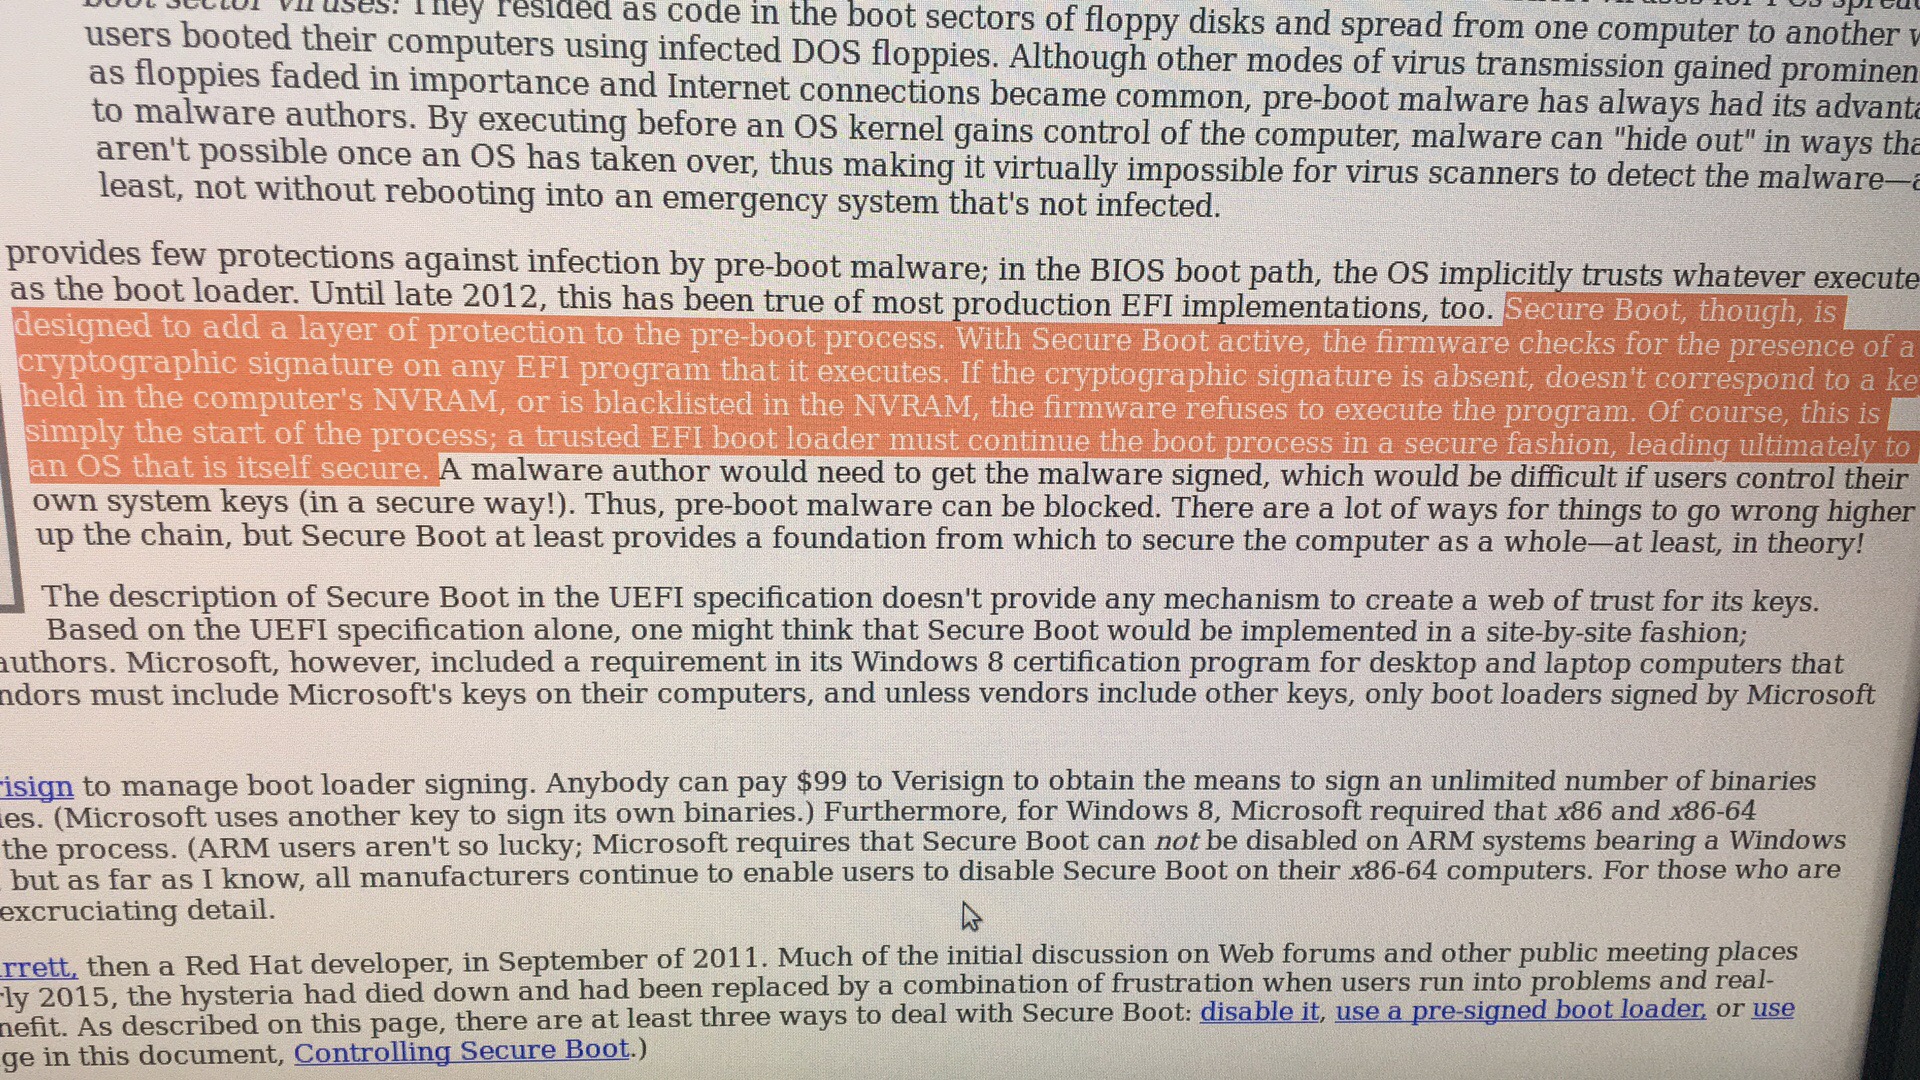 boot sector viruses: They resided as code in the boot sectors of floppy disks and spread from one computer to another
users booted their computers using infected DOS floppies. Although other modes of virus transmission gained
as floppies faded in importance and Internet connections became common, pre-boot malware has always had its
to malware authors. By executing before an OS kernel gains control of the computer, malware can "hide out" in ways
aren't possible once an OS has taken over, thus making it virtually impossible for virus scanners to detect the malware—
least, not without rebooting into an emergency system that's not infected.
provides few protections against infection by pre-boot malware; in the BIOS boot path, the OS implicitly trusts whatever execute
as the boot loader. Until late 2012, this has been true of most production EFI implementations, too. Secure Boot, though, is
designed to add a layer of protection to the pre-boot process. With Secure Boot active, the firmware checks for the presence of a
cryptographic signature on any EFI program that it executes. If the cryptographic signature is absent, doesn't correspond to a ke
held in the computer's NVRAM, or is blacklisted in the NVRAM, the firmware refuses to execute the program. Of course, this is
simply the start of the process; a trusted EFI boot loader must continue the boot process in a secure fashion, leading ultimately to
an OS that is itself secure. A malware author would need to get the malware signed, which would be difficult if users control their
own system keys (in a secure way!). Thus, pre-boot malware can be blocked. There are a lot of ways for things to go wrong higher
up the chain, but Secure Boot at least provides a foundation from which to secure the computer as a whole—at least, in theory!
The description of Secure Boot in the UEFI specification doesn't provide any mechanism to create a web of trust for its keys.
Based on the UEFI specification alone, one might think that Secure Boot would be implemented in a site-by-site fashion;
authors. Microsoft, however, included a requirement in its Windows 8 certification program for desktop and laptop computers that
ndors must include Microsoft's keys on their computers, and unless vendors include other keys, only boot loaders signed by Microsoft
risign to manage boot loader signing. Anybody can pay $99 to Verisign to obtain the means to sign an unlimited number of binaries
ies. (Microsoft uses another key to sign its own binaries.) Furthermore, for Windows 8, Microsoft required that x86 and x86-64
the process. (ARM users aren't so lucky; Microsoft requires that Secure Boot can not be disabled on ARM systems bearing a Windows
but as far as I know, all manufacturers continue to enable users to disable Secure Boot on their x86-64 computers. For those who are
excruciating detail.
rrett, then a Red Hat developer, in September of 2011. Much of the initial discussion on Web forums and other public meeting places
rly 2015, the hysteria had died down and had been replaced by a combination of frustration when users run into problems and real-
nefit. As described on this page, there are at least three ways to deal with Secure Boot: disable it, use a pre-signed boot loader, or use
ge in this document, Controlling Secure Boot.)